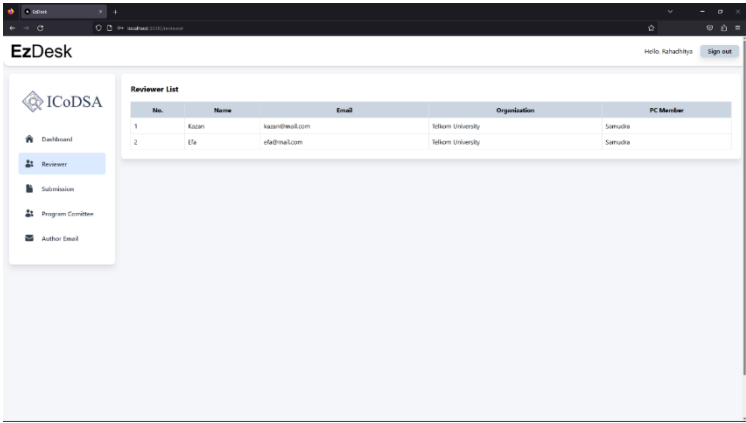 EzDesk
EzDesk
Hello, Rahadhitya
Sign out
ICoDSA
Dashboard
Reviewer
Submission
Program Comittee
Author Email
Reviewer List
No. Name Email Organization PC Member
1 Kazan kazan@mail.com Telkom University Samudra
2 Efa efa@mail.com Telkom University Samudra